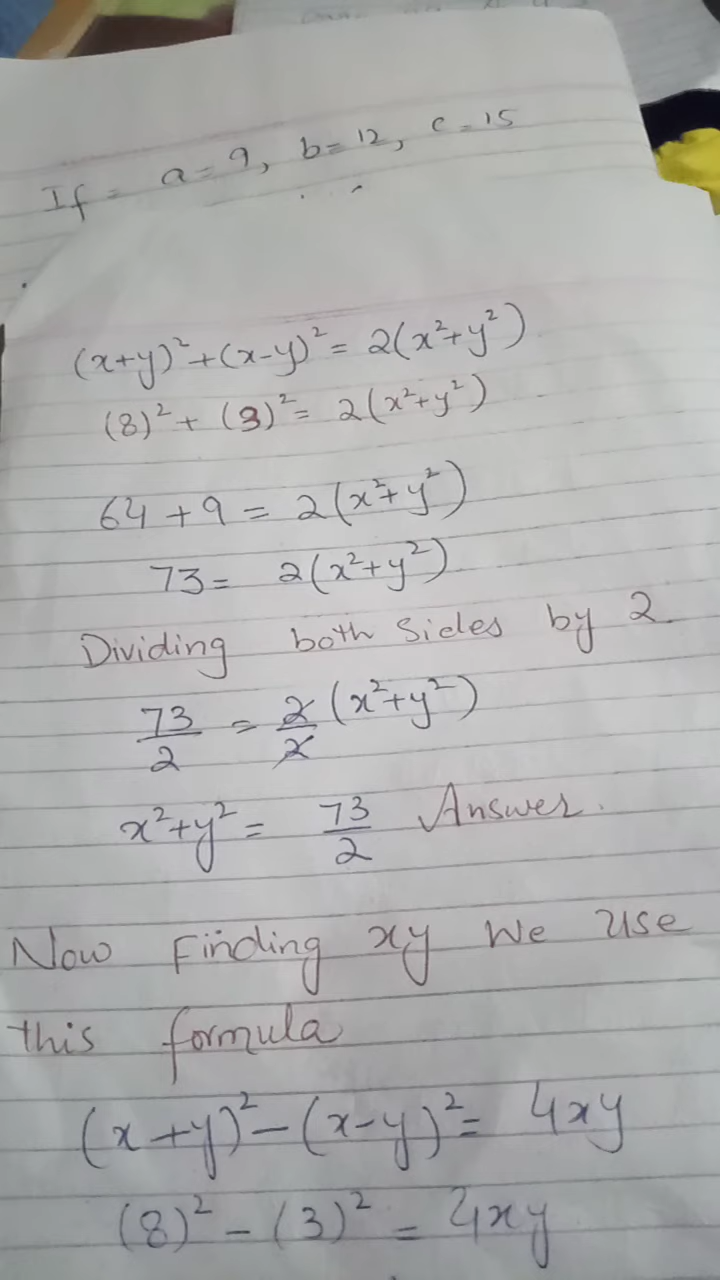 If = a = 9, b = 12, c = 15
(x+y)² + (x-y)² = 2(x²+y²)
(8)² + (3)² = 2(x²+y²)
64 + 9 = 2(x²+y²)
73 = 2(x²+y²)
Dividing both Sides by 2
73/2 = 2/2 (x²+y²)
x²+y² = 73/2 Answer.
Now Finding xy We Use
this formula
(x+y)² - (x-y)² = 4xy
(8)² - (3)² = 4xy